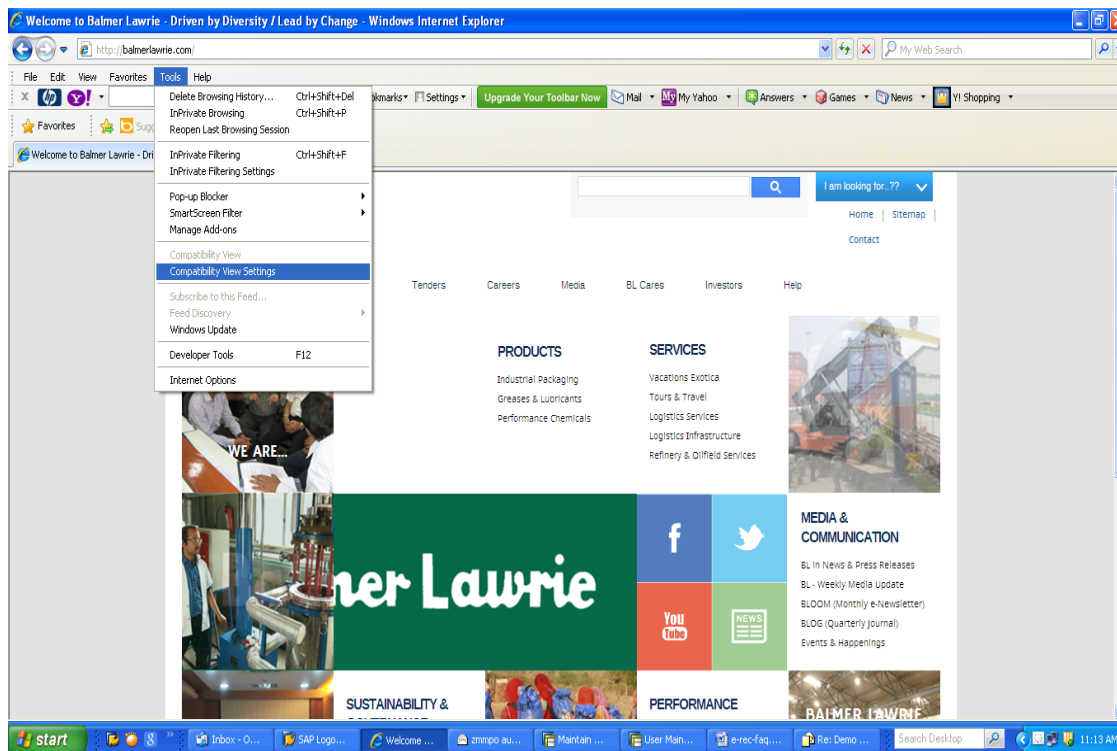 Welcome to Balmer Lawrie - Driven by Diversity / Lead by Change - Windows Internet Explorer
http://balmerlawrie.com/
My Web Search
File Edit View Favorites Tools Help
Settings Upgrade Your Toolbar Now Mail My My Yahoo Answers Games News Y! Shopping
Favorites
Welcome to Balmer Lawrie - Dri
Delete Browsing History... Ctrl+Shift+Del
InPrivate Browsing Ctrl+Shift+P
Reopen Last Browsing Session
InPrivate Filtering Ctrl+Shift+F
InPrivate Filtering Settings
Pop-up Blocker
SmartScreen Filter
Manage Add-ons
Compatibility View
Compatibility View Settings
Subscribe to this Feed...
Feed Discovery
Windows Update
Developer Tools F12
Internet Options
I am looking for..??
Home Sitemap
Contact
Tenders Careers Media BL Cares Investors Help
PRODUCTS
Industrial Packaging
Greases & Lubricants
Performance Chemicals
SERVICES
Vacations Exotica
Tours & Travel
Logistics Services
Logistics Infrastructure
Refinery & Oilfield Services
WE ARE...
mer Lawrie
f
You Tube
NEWS
MEDIA &
COMMUNICATION
BL in News & Press Releases
BL - Weekly Media Update
BLOOM (Monthly e-Newsletter)
BLOG (Quarterly Journal)
Events & Happenings
SUSTAINABILITY &
PERFORMANCE
BALMER LAWRIE
start Inbox - O... SAP Logo... Welcome ... zmmpo au... Maintain ... User Main... e-rec-faq.... Re: Demo ... Search Desktop 11:13 AM